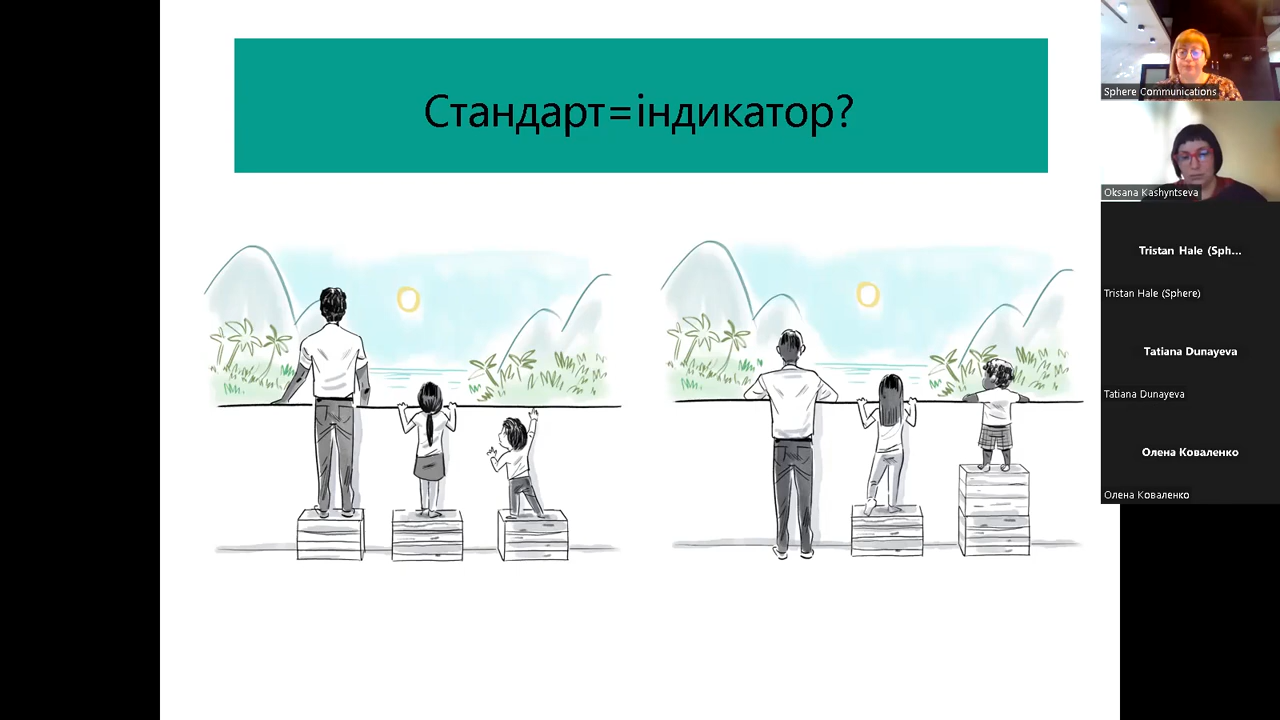 Стандарт=індикатор?
Sphere Communications
Oksana Kashyntseva
Tristan Hale (Sph...
Tristan Hale (Sphere)
Tatiana Dunayeva
Tatiana Dunayeva
Олена Коваленко
Олена Коваленко